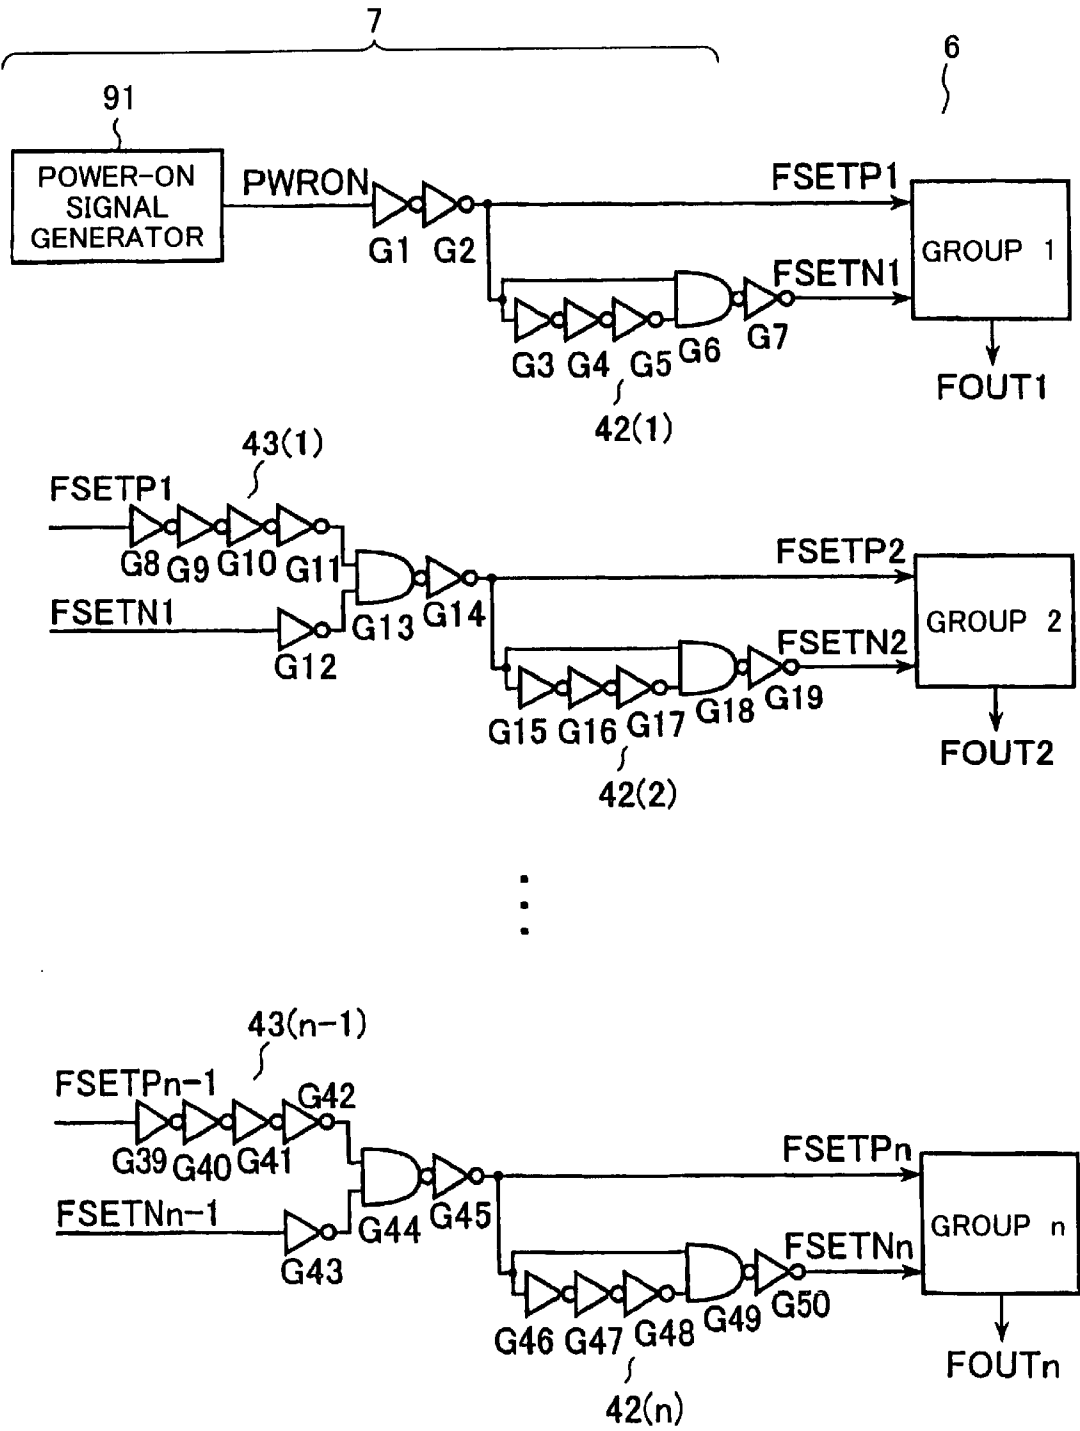 7
6
91
POWER-ON
SIGNAL
GENERATOR
PWRON
G1
G2
FSETP1
GROUP 1
FSETN1
G3
G4
G5
G6
G7
42(1)
FOUT1
43(1)
FSETP1
G8
G9
G10
G11
FSETN1
G12
G13
G14
FSETP2
GROUP 2
FSETN2
G15
G16
G17
G18
G19
42(2)
FOUT2
43(n-1)
FSETPn-1
G42
G39
G40
G41
FSETNn-1
G43
G44
G45
FSETPn
GROUP n
FSETNn
G46
G47
G48
G49
G50
42(n)
FOUTn